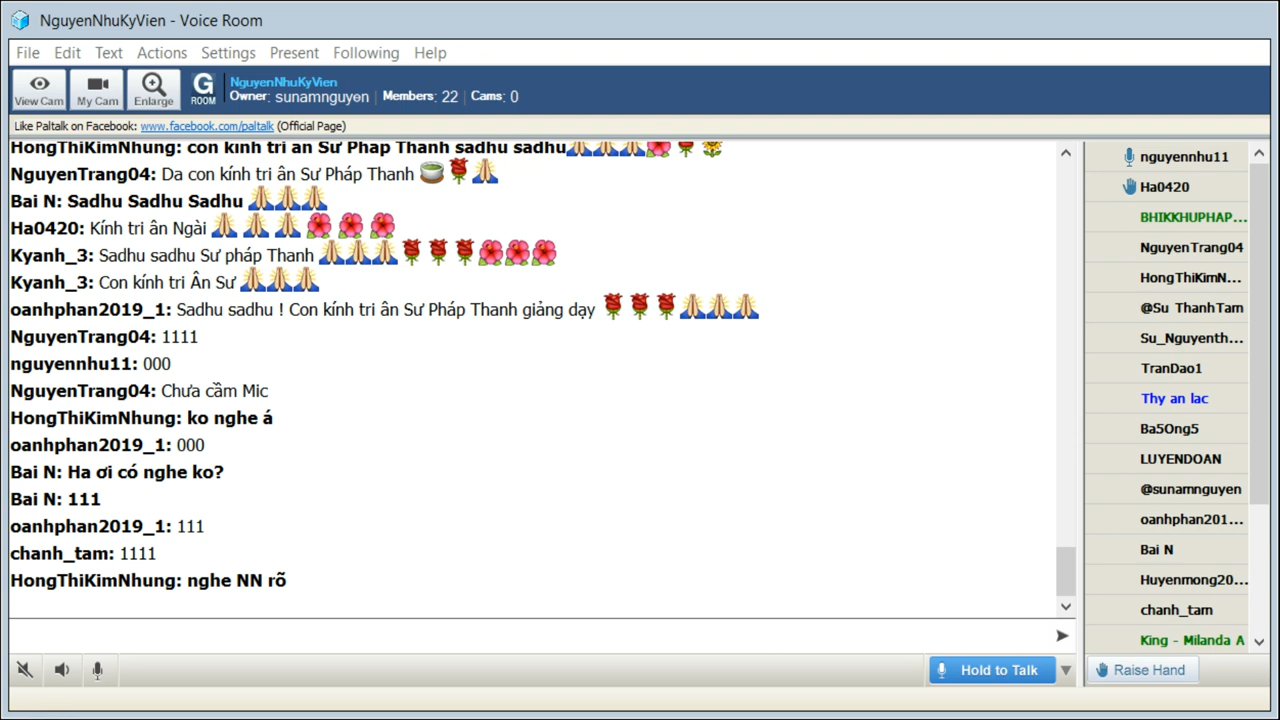 NguyenNhuKyVien - Voice Room
File Edit Text Actions Settings Present Following Help
View Cam My Cam Enlarge G ROOM
NguyenNhuKyVien
Owner: sunamnguyen | Members: 22 | Cams: 0
Like Paltalk on Facebook: www.facebook.com/paltalk (Official Page)
HongThiKimNhung: con kính tri ân Sư Pháp Thanh sadhu sadhu
NguyenTrang04: Da con kính tri ân Sư Pháp Thanh
Bai N: Sadhu Sadhu Sadhu
Ha0420: Kính tri ân Ngài
Kyanh_3: Sadhu sadhu Sư pháp Thanh
Kyanh_3: Con kính tri Ân Sư
oanhphan2019_1: Sadhu sadhu ! Con kính tri ân Sư Pháp Thanh giảng dạy
NguyenTrang04: 1111
nguyennhu11: 000
NguyenTrang04: Chưa cầm Mic
HongThiKimNhung: ko nghe á
oanhphan2019_1: 000
Bai N: Ha ơi có nghe ko?
Bai N: 111
oanhphan2019_1: 111
chanh_tam: 1111
HongThiKimNhung: nghe NN rõ
nguyennhu11
Ha0420
BHIKKHUPHAP...
NguyenTrang04
HongThiKimN...
@Su ThanhTam
Su_Nguyenth...
TranDao1
Thy an lac
Ba5Ong5
LUYENDOAN
@sunamnguyen
oanhphan201...
Bai N
Huyenmong20...
chanh_tam
King - Milanda A
Hold to Talk
Raise Hand